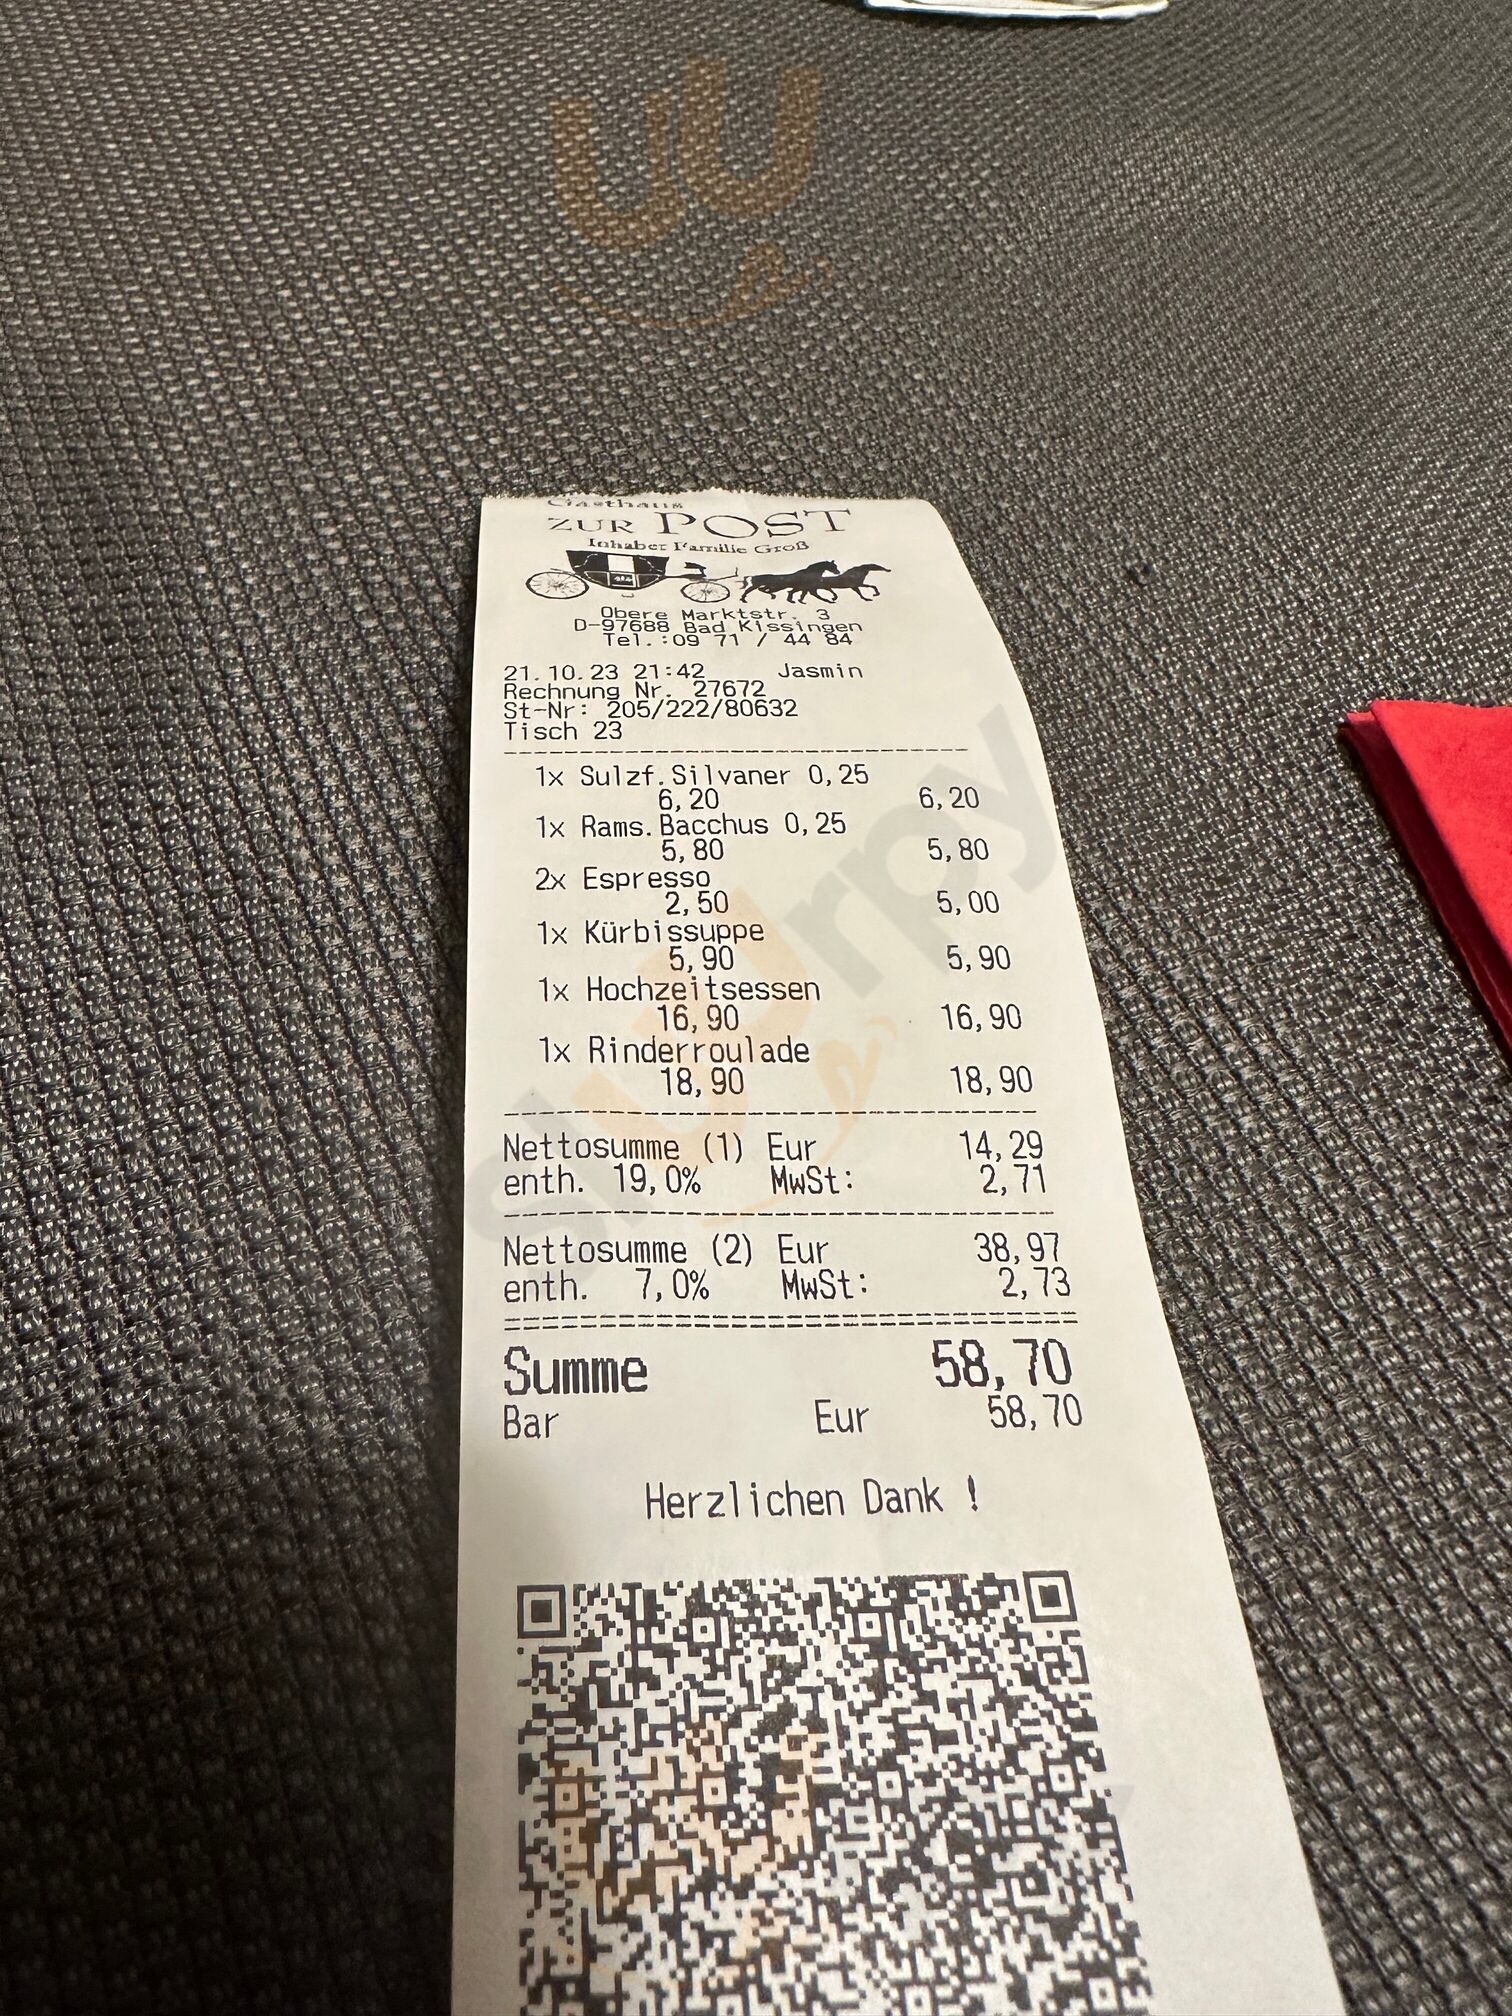 Gasthaus
ZUR POST
Inhaber Familie Groß
Obere Marktstr. 3
D-97688 Bad Kissingen
Tel.:09 71 / 44 84
21.10.23 21:42 Jasmin
Rechnung Nr. 27672
St-Nr: 205/222/80632
Tisch 23
1x Sulzf.Silvaner 0,25
6,20 6,20
1x Rams.Bacchus 0,25
5,80 5,80
2x Espresso
2,50 5,00
1x Kürbissuppe
5,90 5,90
1x Hochzeitsessen
16,90 16,90
1x Rinderroulade
18,90 18,90
Nettosumme (1) Eur 14,29
enth. 19,0% MwSt: 2,71
Nettosumme (2) Eur 38,97
enth. 7,0% MwSt: 2,73
Summe 58,70
Bar Eur 58,70
Herzlichen Dank !
slurpy